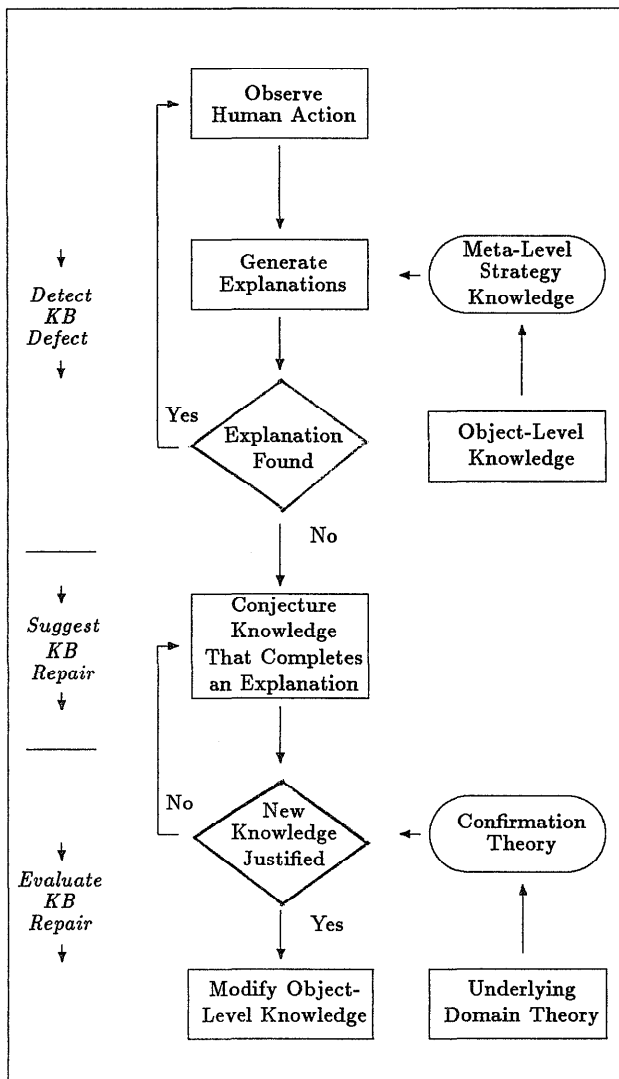 Observe
Human Action
Generate
Explanations
Meta-Level
Strategy
Knowledge
Detect
KB
Defect
Yes
Explanation
Found
Object-Level
Knowledge
No
Suggest
KB
Repair
Conjecture
Knowledge
That Completes
an Explanation
No
New
Knowledge
Justified
Confirmation
Theory
Evaluate
KB
Repair
Yes
Modify Object-
Level Knowledge
Underlying
Domain Theory